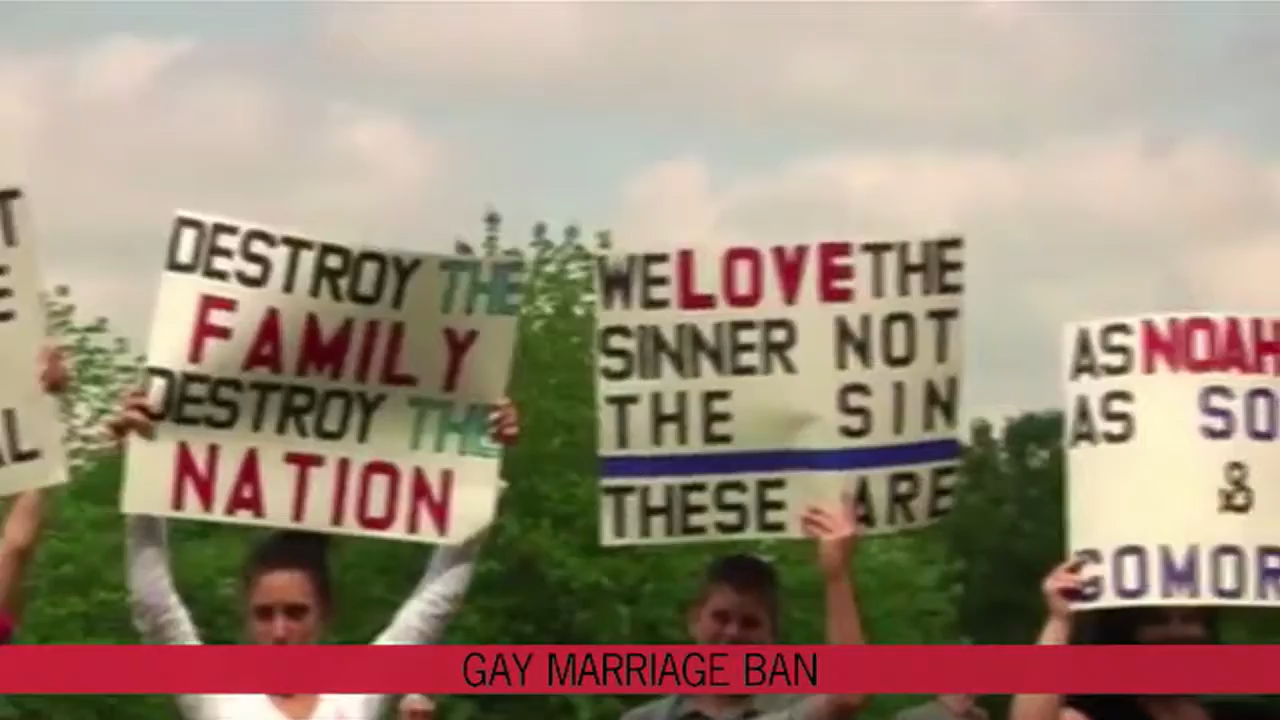 DESTROY THE
FAMILY
DESTROY THE
NATION
WE LOVE THE
SINNER NOT
THE SIN
THESE ARE
AS NOAH
AS
&
GAY MARRIAGE BAN